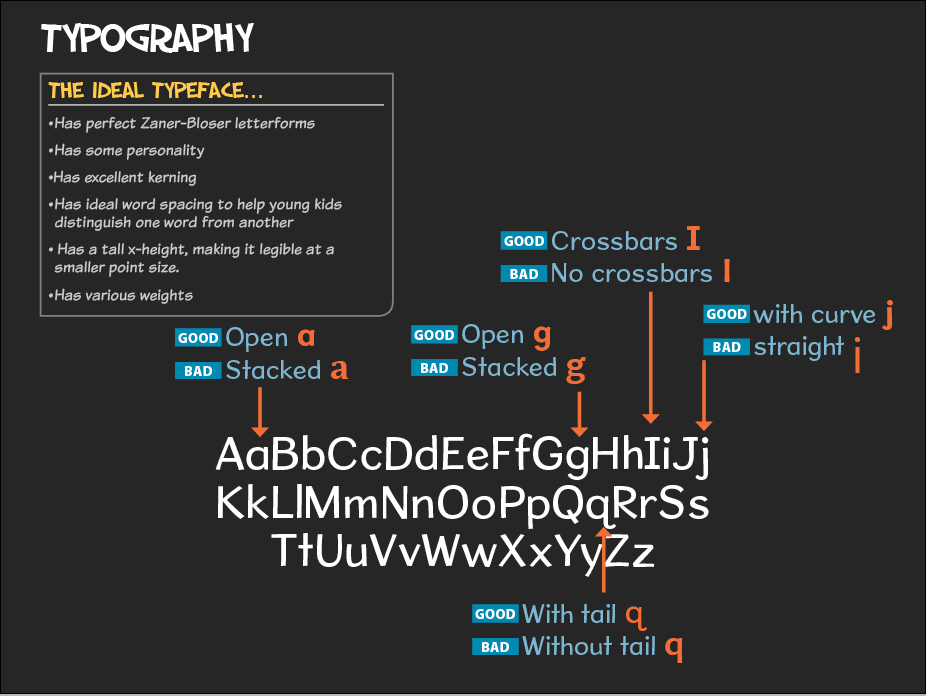 TYPOGRAPHY
THE IDEAL TYPEFACE...
•Has perfect Zaner-Bloser letterforms
•Has some personality
•Has excellent kerning
•Has ideal word spacing to help young kids
distinguish one word from another
• Has a tall x-height, making it legible at a
smaller point size.
•Has various weights
GOOD Crossbars I
BAD No crossbars I
GOOD with curve j
BAD straight j
GOOD Open a
BAD Stacked a
GOOD Open g
BAD Stacked g
AaBbCcDdEeFfGgHhIiJj
KkLlMmNnOoPpQqRrSs
TtUuVvWwXxYyZz
GOOD With tail q
BAD Without tail q